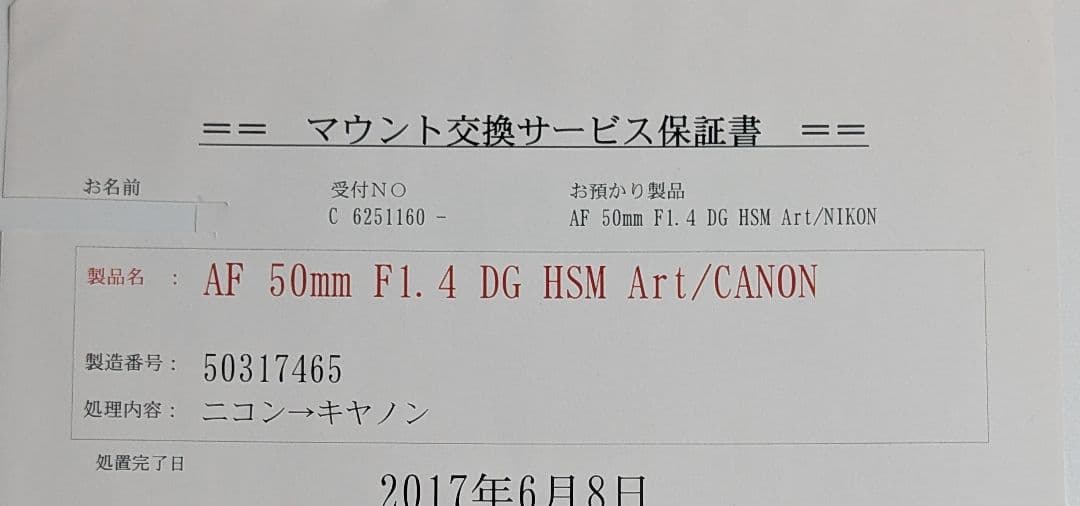 == マウント交換サービス保証書 ==
お名前 受付NO お預かり製品
C 6251160 - AF 50mm F1.4 DG HSM Art/NIKON
製品名 : AF 50mm F1.4 DG HSM Art/CANON
製造番号: 50317465
処理内容: ニコン→キヤノン
処置完了日
2017年6月8日